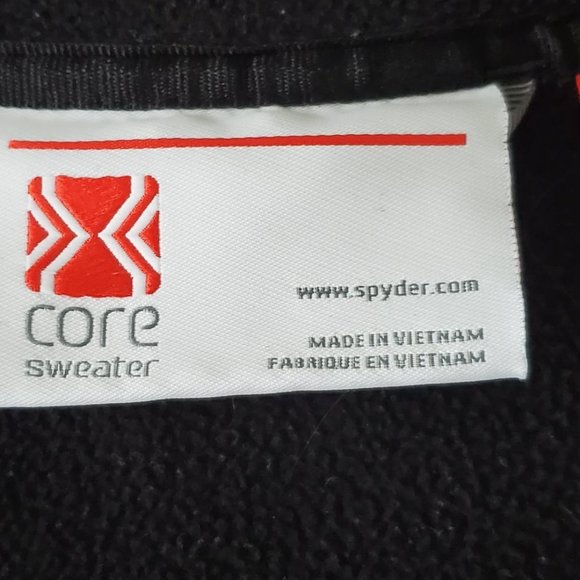 core
sweater
www.spyder.com
MADE IN VIETNAM
FABRIQUE EN VIETNAM